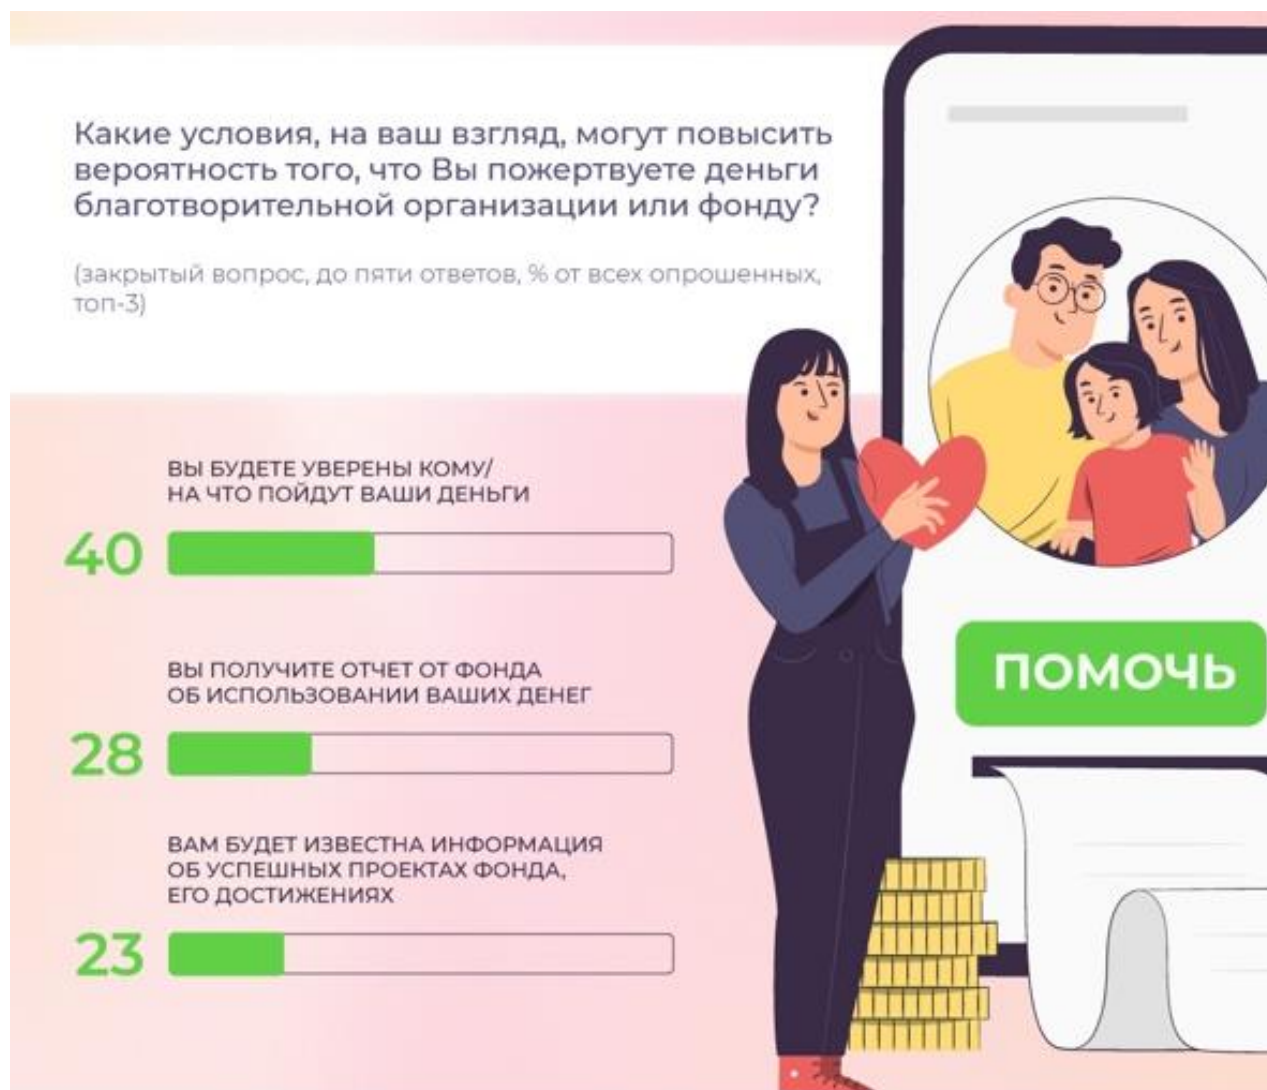 Какие условия, на ваш взгляд, могут повысить
вероятность того, что Вы пожертвуете деньги
благотворительной организации или фонду?
(закрытый вопрос, до пяти ответов, % от всех опрошенных,
топ-3)
ВЫ БУДЕТЕ УВЕРЕНЫ КОМУ/
НА ЧТО ПОЙДУТ ВАШИ ДЕНЬГИ
40
ВЫ ПОЛУЧИТЕ ОТЧЕТ ОТ ФОНДА
ОБ ИСПОЛЬЗОВАНИИ ВАШИХ ДЕНЕГ
28
ВАМ БУДЕТ ИЗВЕСТНА ИНФОРМАЦИЯ
ОБ УСПЕШНЫХ ПРОЕКТАХ ФОНДА,
ЕГО ДОСТИЖЕНИЯХ
23
ПОМОЧЬ